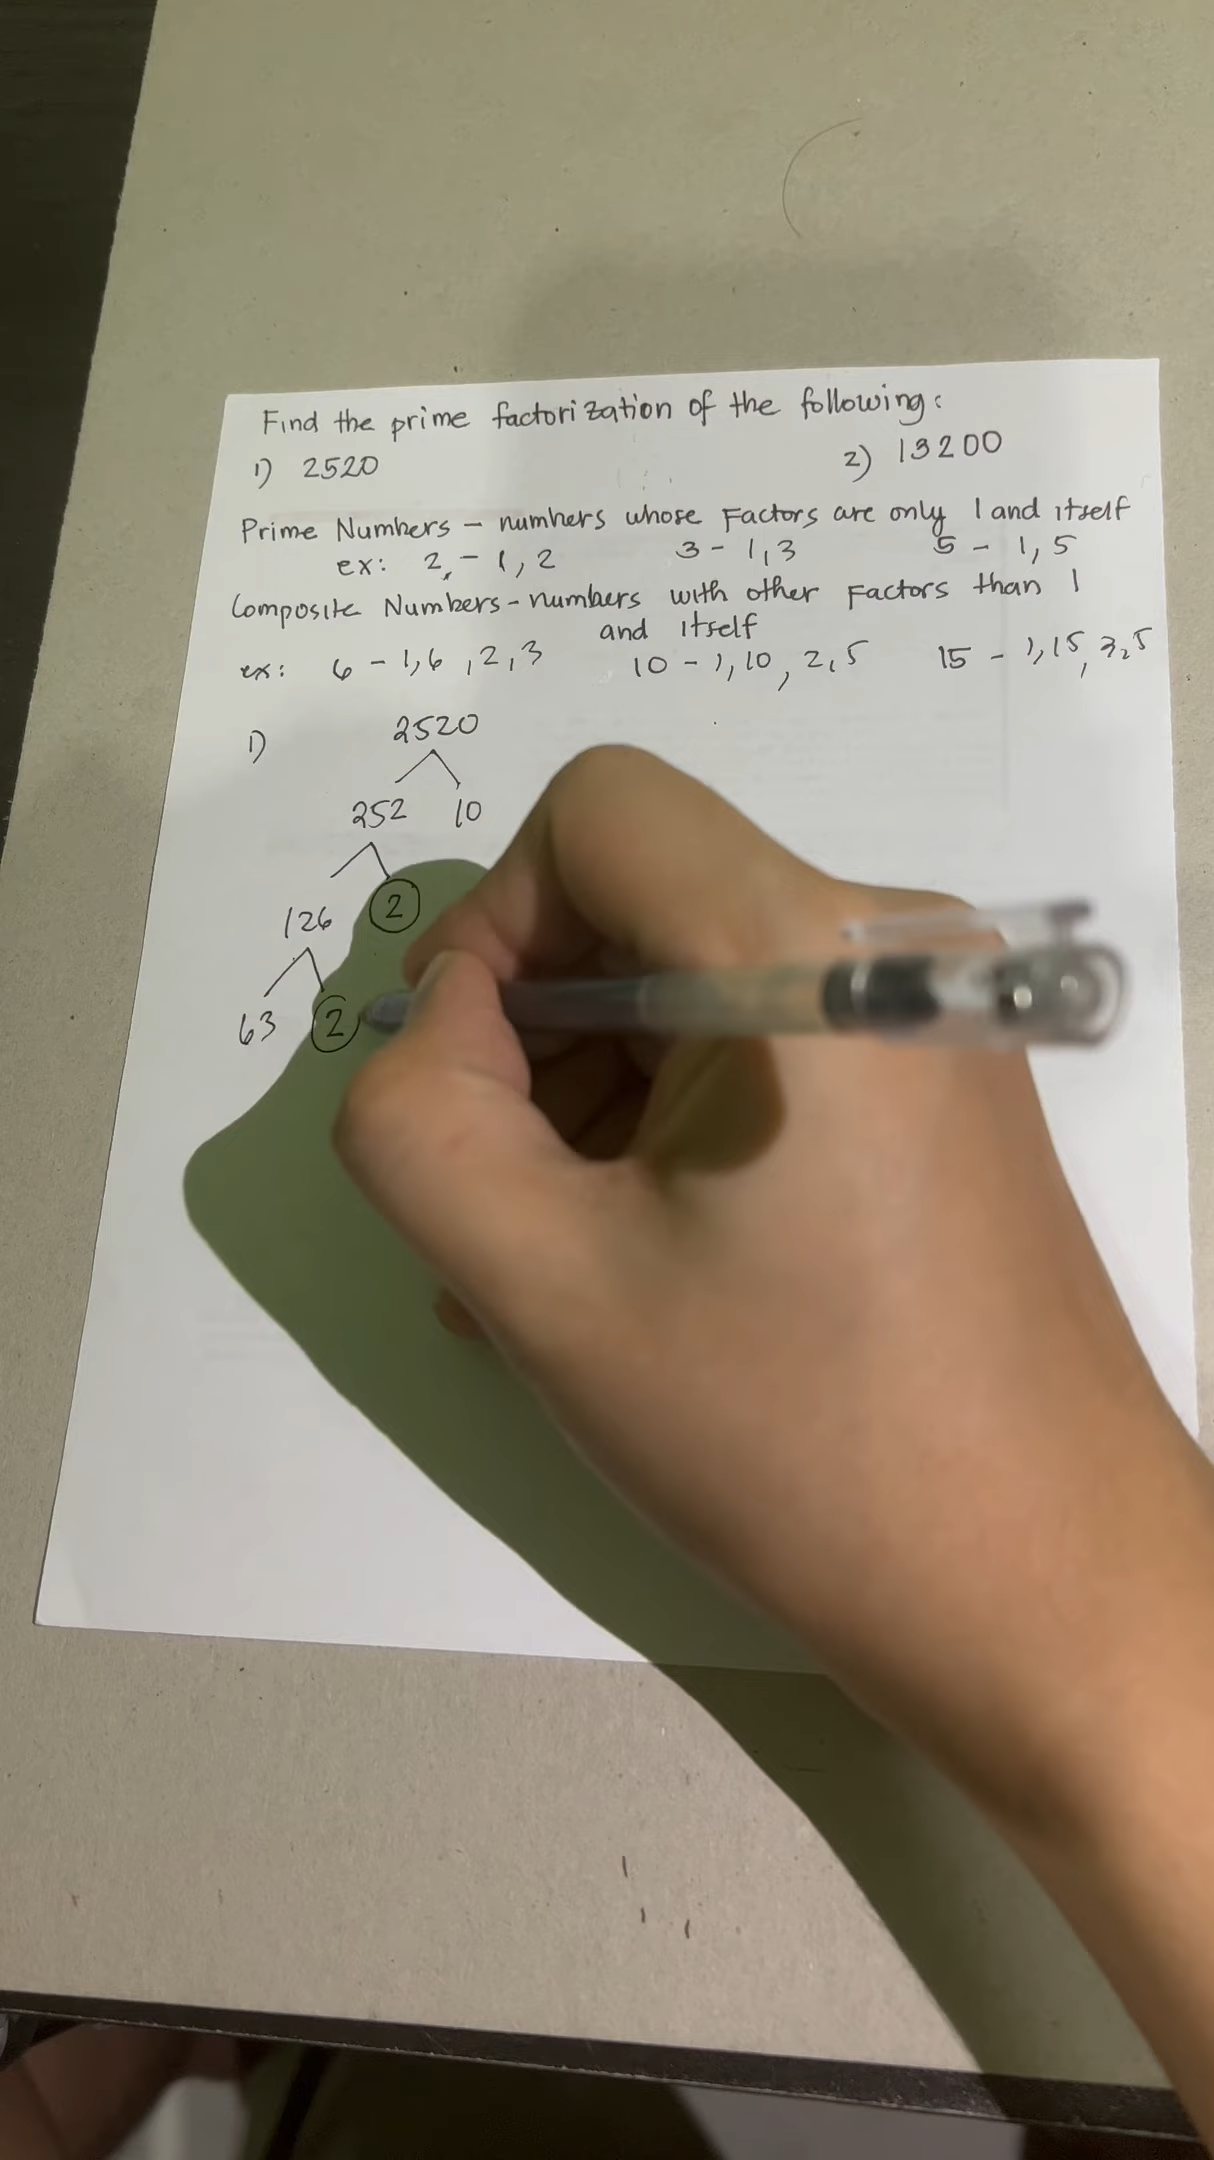 Find the prime factorization of the following:
1) 2520 2) 13200
Prime Numbers - numbers whose Factors are only 1 and itself
ex: 2, - 1, 2 3 - 1, 3 5 - 1, 5
Composite Numbers - numbers with other Factors than 1
and itself
ex: 6 - 1, 6, 2, 3 10 - 1, 10, 2, 5 15 - 1, 15, 3, 5
1) 2520
252 10
126 2
63 2